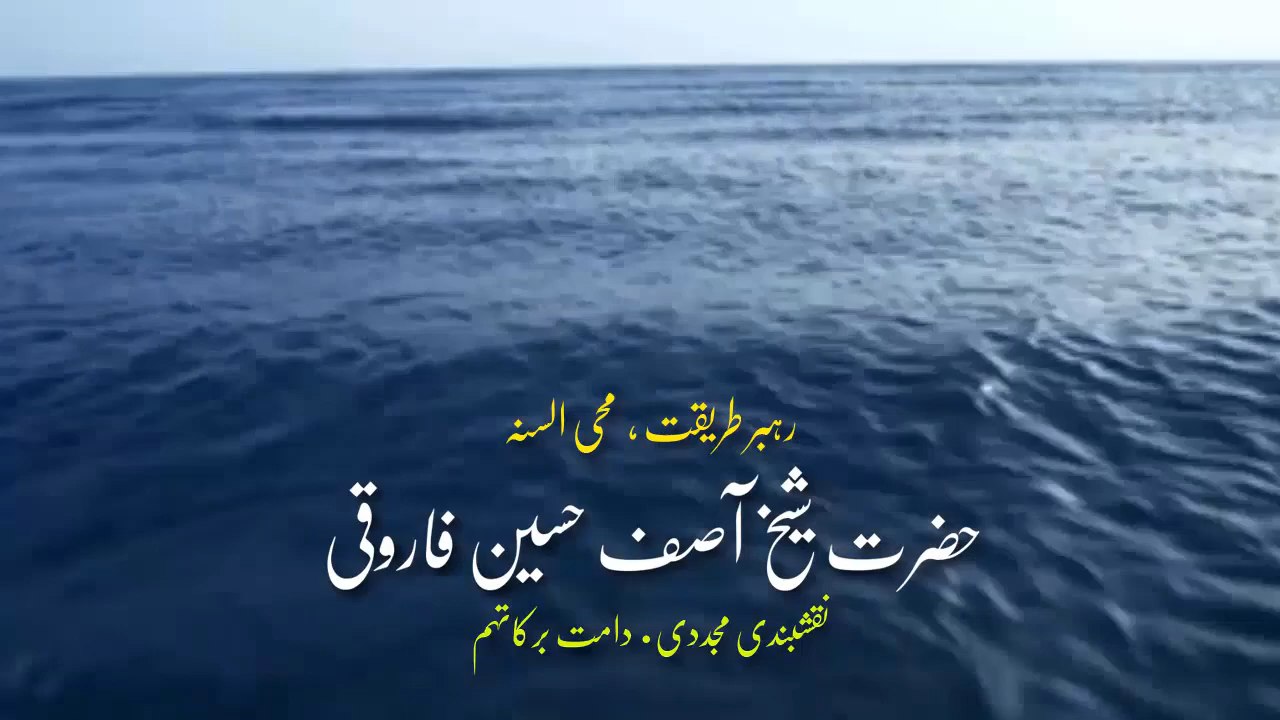 رہبر طریقت، محی السنہ
حضرت شیخ آصف حسین فاروقی
نقشبندی مجددی۔ دامت برکاتہم